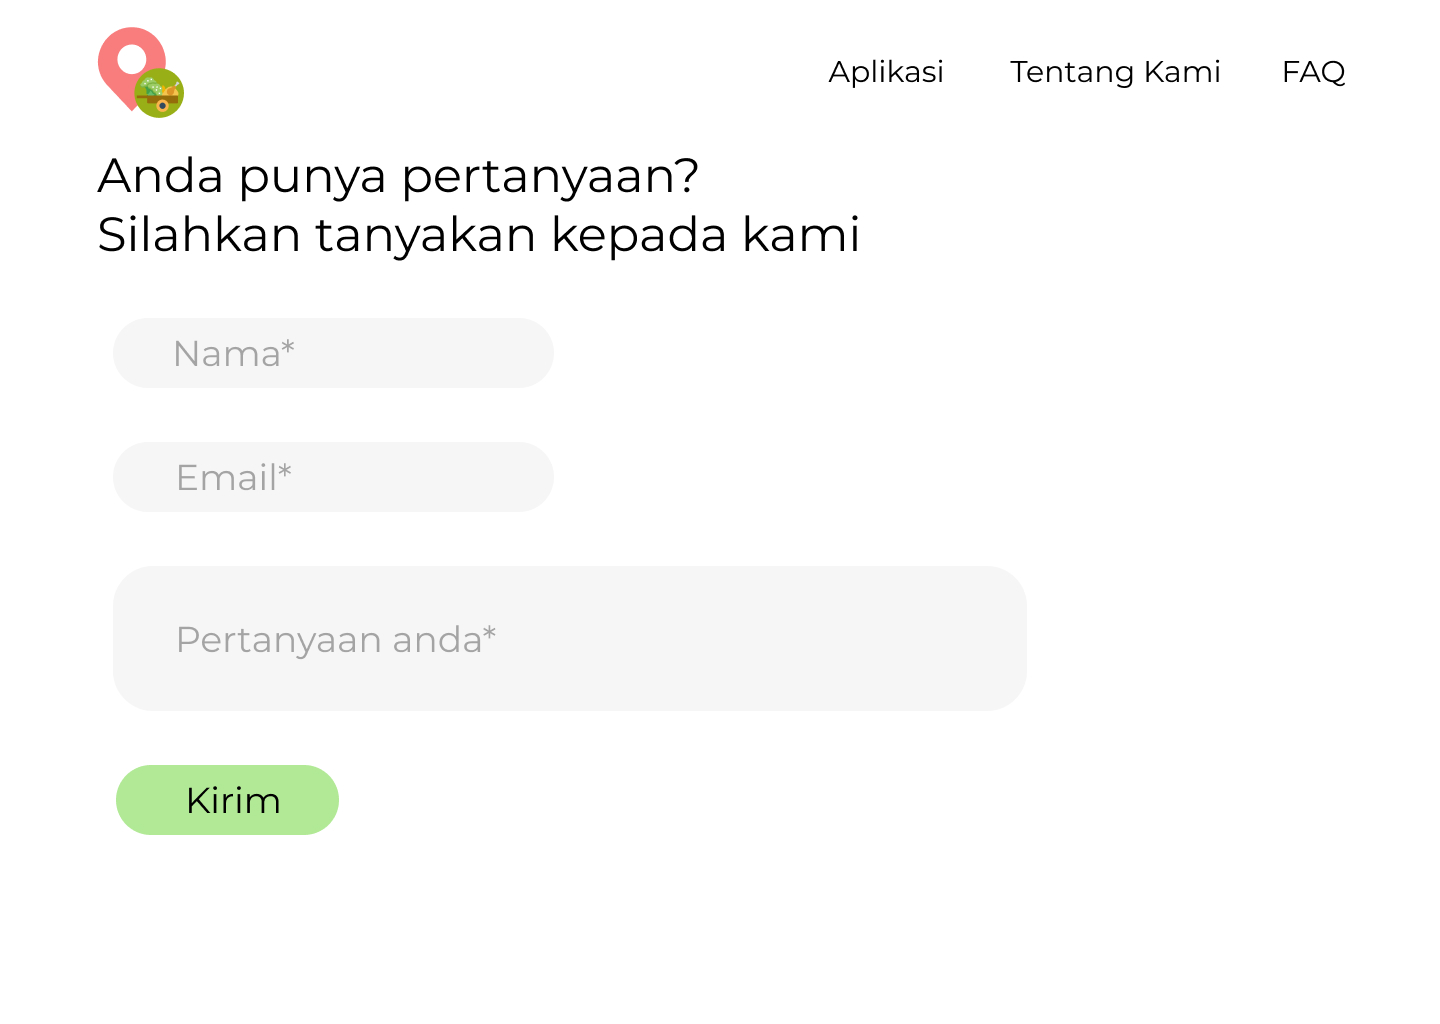 Aplikasi
Tentang Kami
FAQ
Anda punya pertanyaan?
Silahkan tanyakan kepada kami
Nama*
Email*
Pertanyaan anda*
Kirim